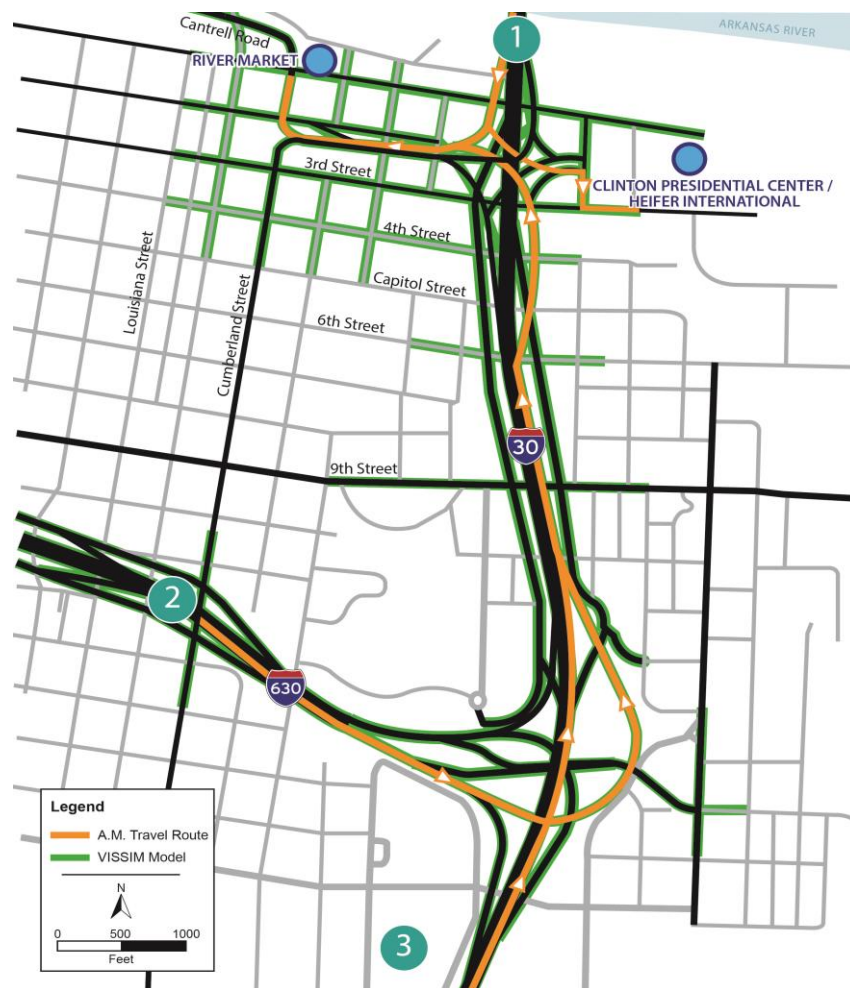 ARKANSAS RIVER
Cantrell Road
1
RIVER MARKET
CLINTON PRESIDENTIAL CENTER /
HEIFER INTERNATIONAL
3rd Street
4th Street
Capitol Street
6th Street
Louisiana Street
Cumberland Street
30
9th Street
2
630
3
Legend
A.M. Travel Route
VISSIM Model
N
0 500 1000
Feet